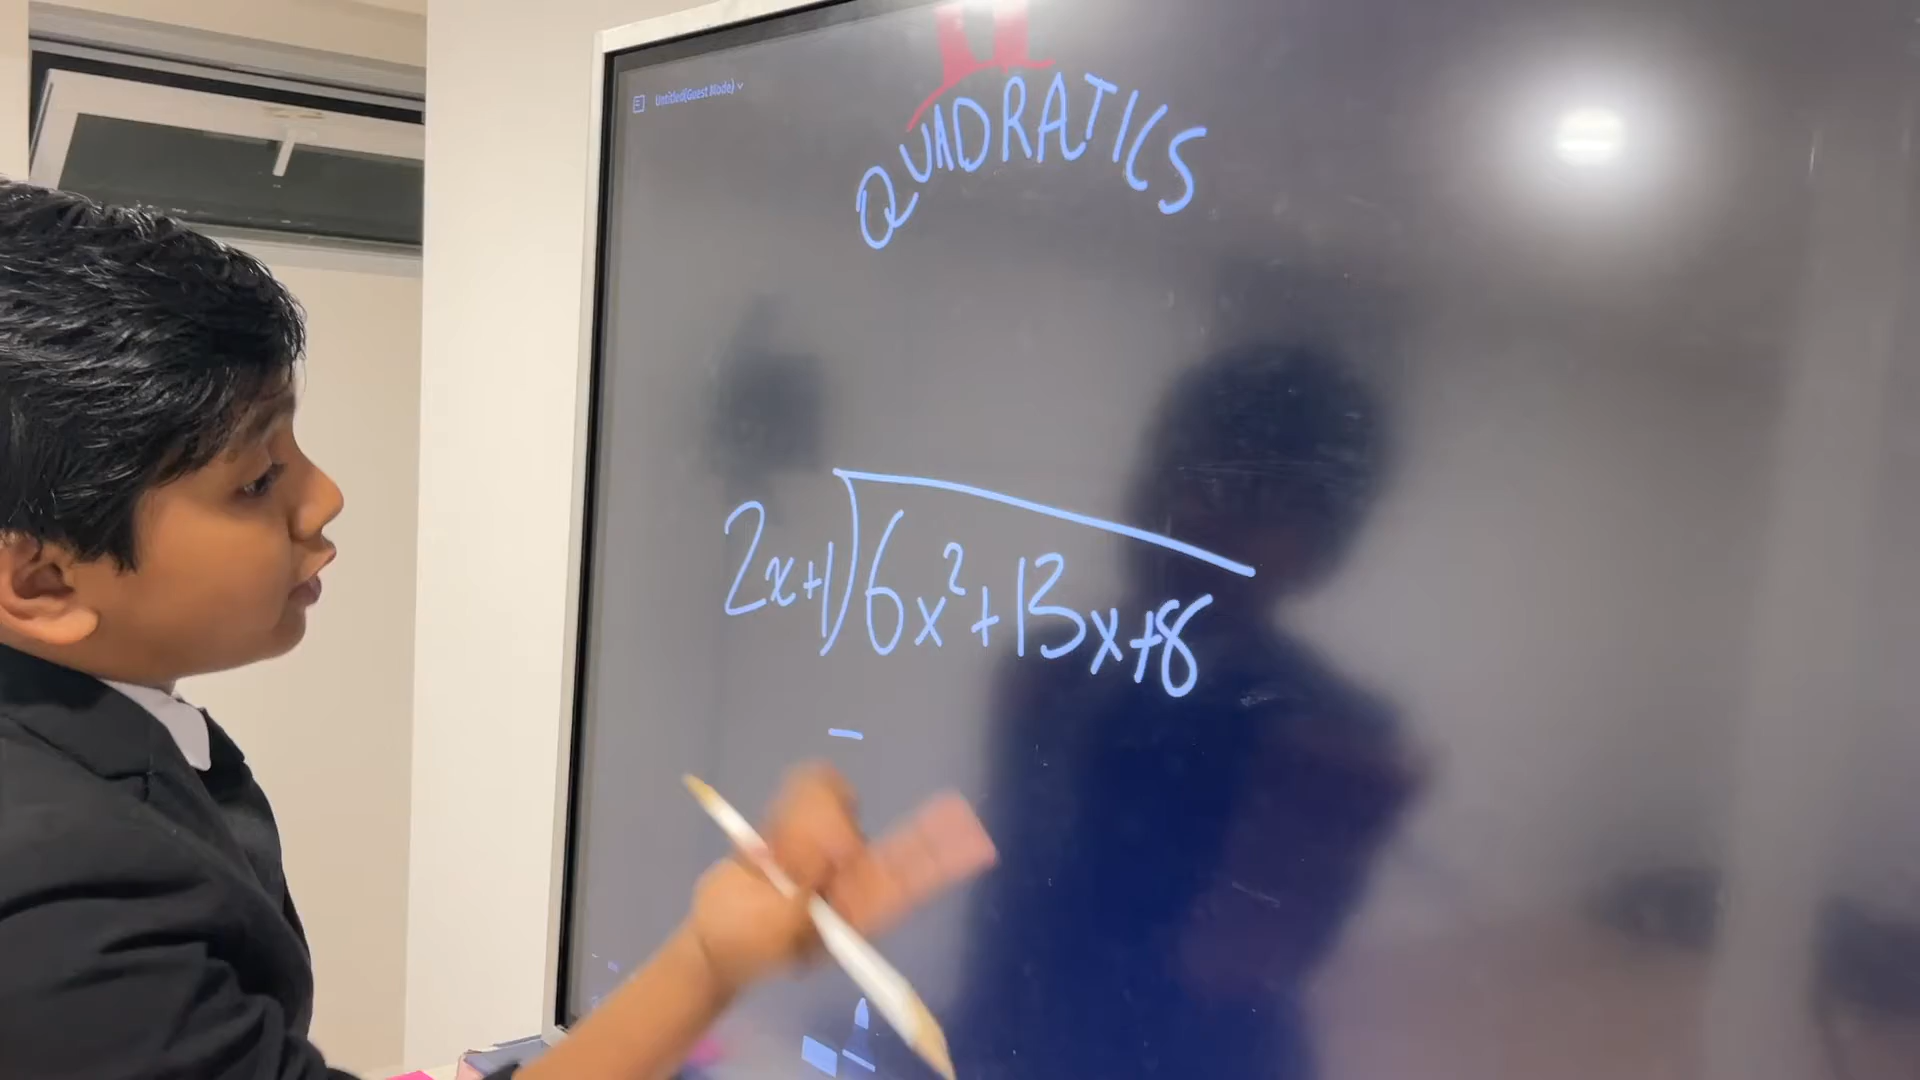 Untitled(Guest Mode)
QUADRATICS
2x+1)6x²+13x+8
−